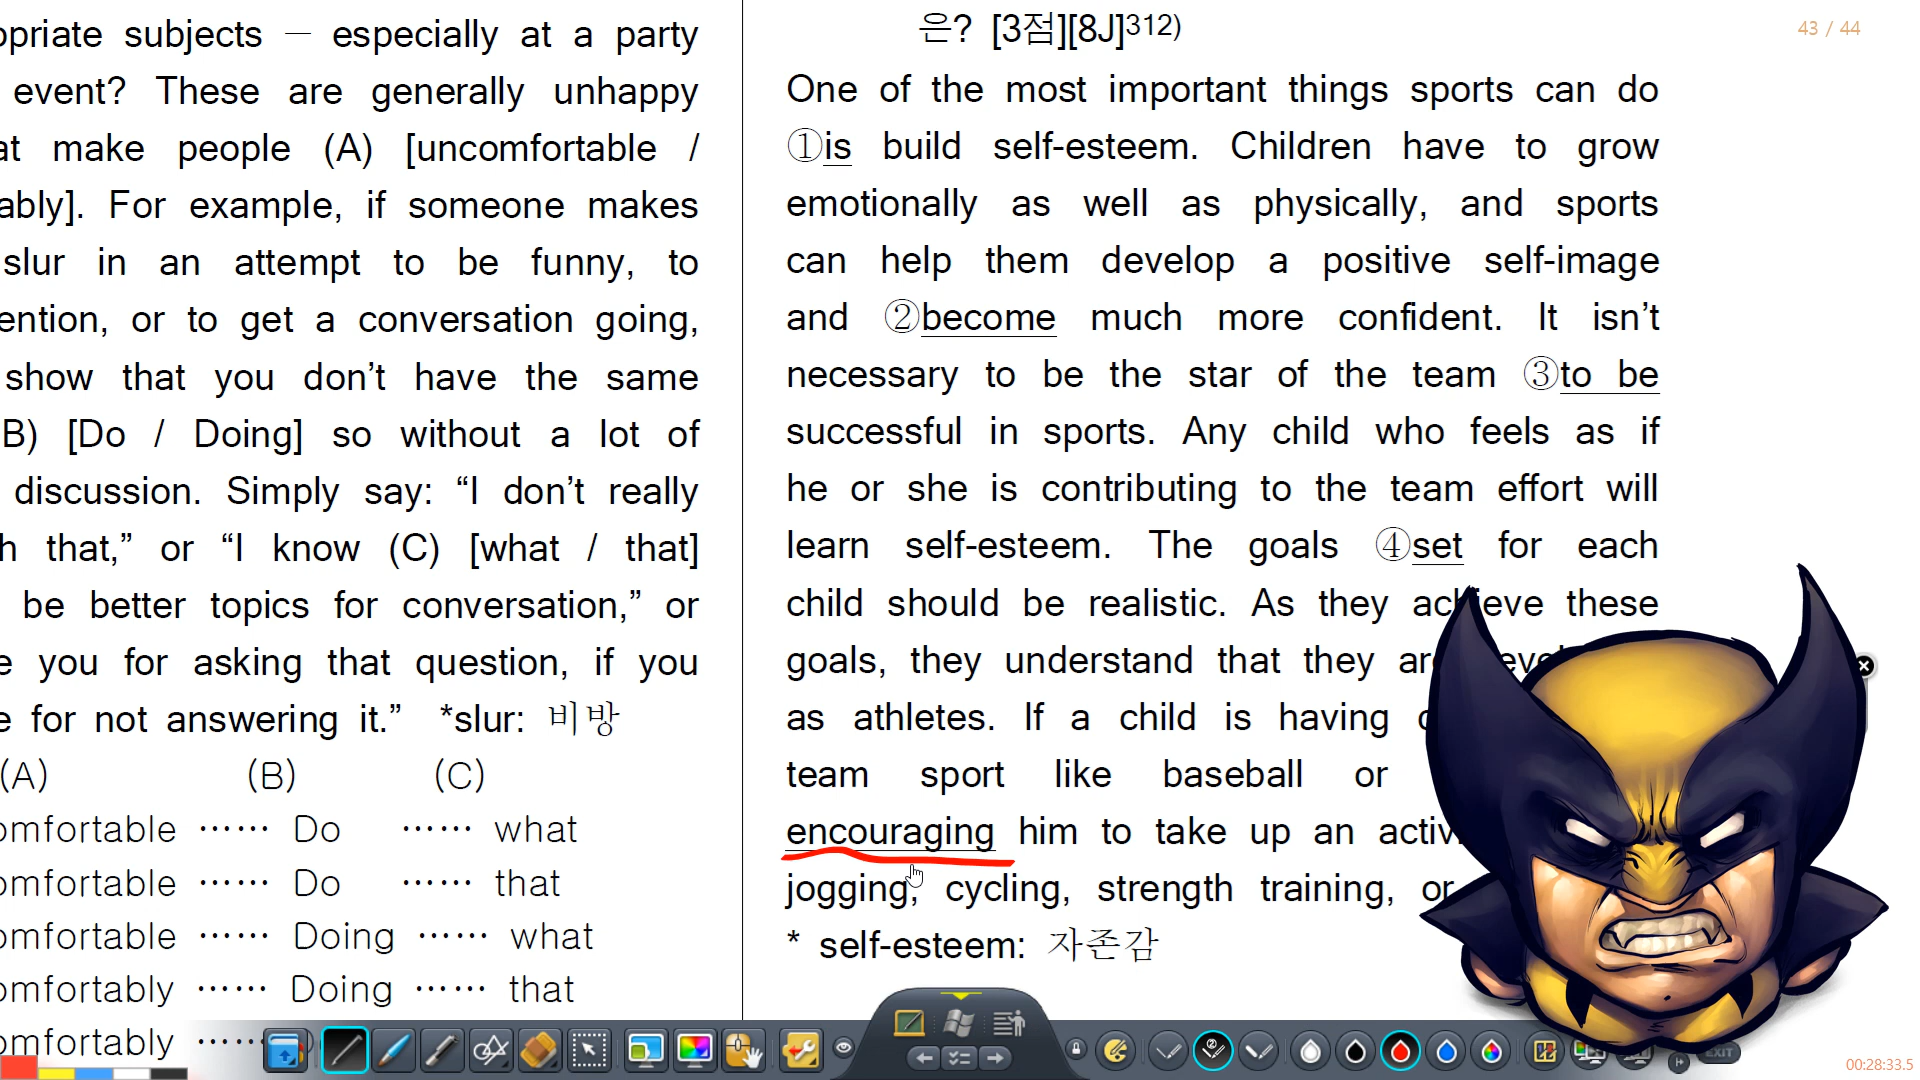 opriate subjects — especially at a party
event? These are generally unhappy
at make people (A) [uncomfortable /
ably]. For example, if someone makes
slur in an attempt to be funny, to
ention, or to get a conversation going,
show that you don't have the same
B) [Do / Doing] so without a lot of
discussion. Simply say: “I don't really
h that,” or “I know (C) [what / that]
be better topics for conversation,” or
e you for asking that question, if you
e for not answering it.” *slur: 비방
(A) (B) (C)
omfortable …… Do …… what
omfortable …… Do …… that
omfortable …… Doing …… what
omfortably …… Doing …… that
omfortably ……
은? [3점][8J]312)
One of the most important things sports can do
①is build self-esteem. Children have to grow
emotionally as well as physically, and sports
can help them develop a positive self-image
and ②become much more confident. It isn't
necessary to be the star of the team ③to be
successful in sports. Any child who feels as if
he or she is contributing to the team effort will
learn self-esteem. The goals ④set for each
child should be realistic. As they achieve these
goals, they understand that they are
as athletes. If a child is having
team sport like baseball or
encouraging him to take up an
jogging, cycling, strength training, or
* self-esteem: 자존감
43 / 44
EXIT
00:28:33.5